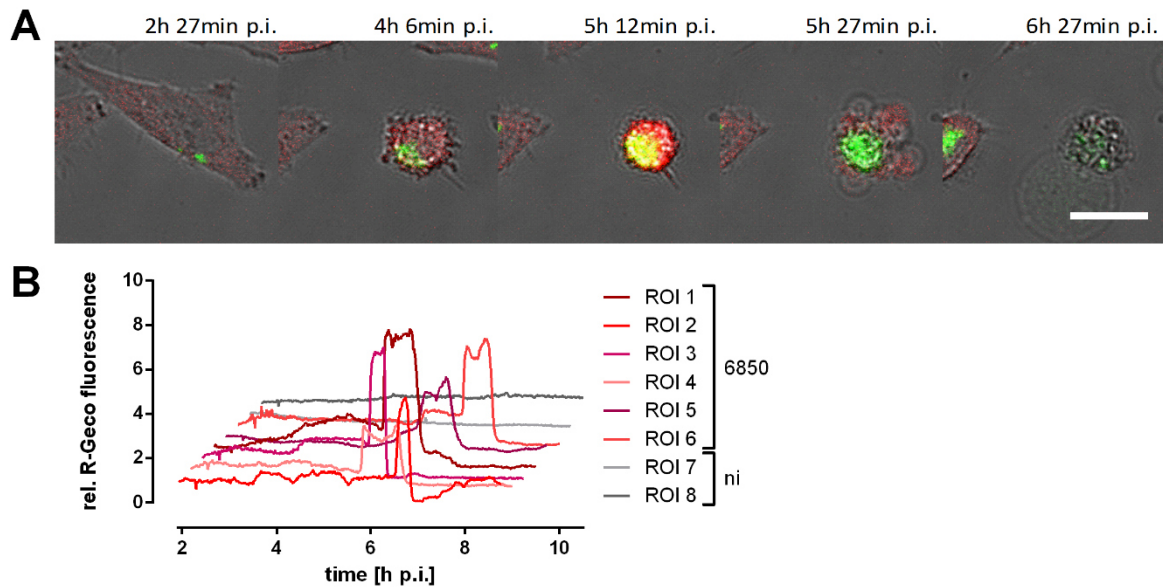 A
2h 27min p.i. 4h 6min p.i. 5h 12min p.i. 5h 27min p.i. 6h 27min p.i.
B
rel. R-Geco fluorescence
10
8
6
4
2
0
2 4 6 8 10
time [h p.i.]
ROI 1
ROI 2
ROI 3
ROI 4
ROI 5
ROI 6
6850
ROI 7
ROI 8
ni